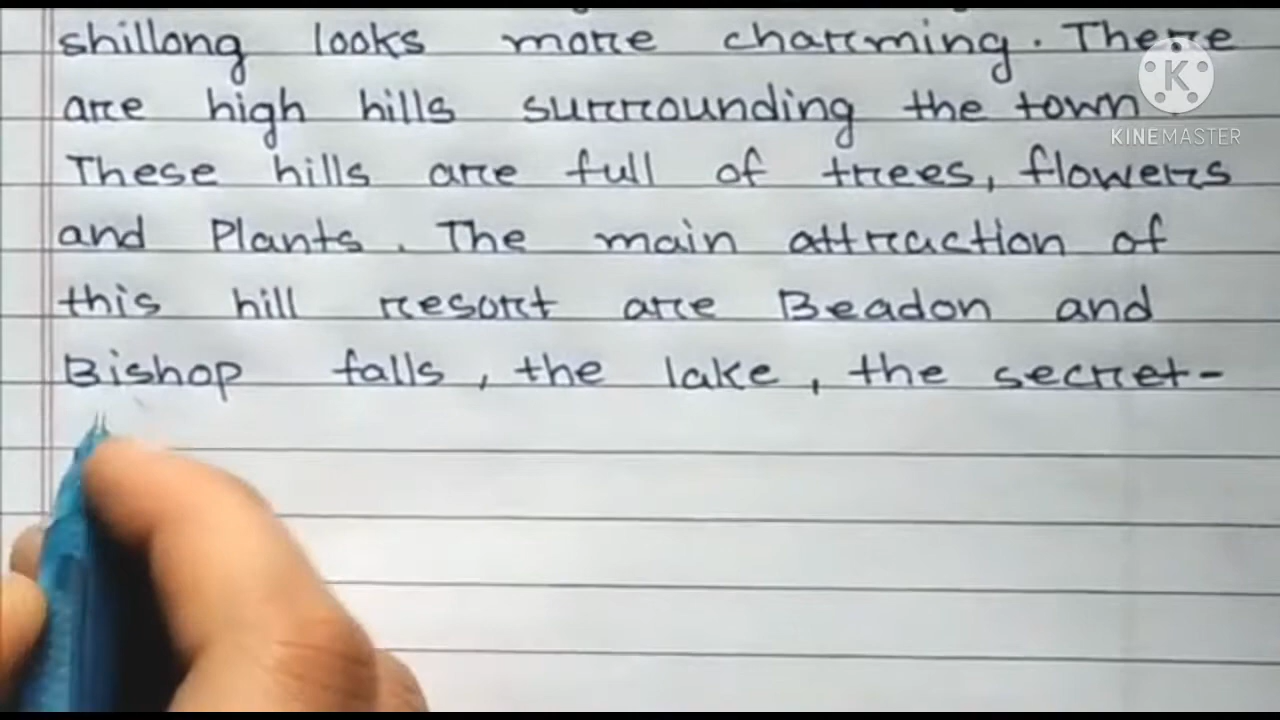 shillong looks more charming. There
are high hills surrounding the town
These hills are full of trees, flowers
and Plants. The main attraction of
this hill resort are Beadon and
Bishop falls, the lake, the secret-
K
KINEMASTER